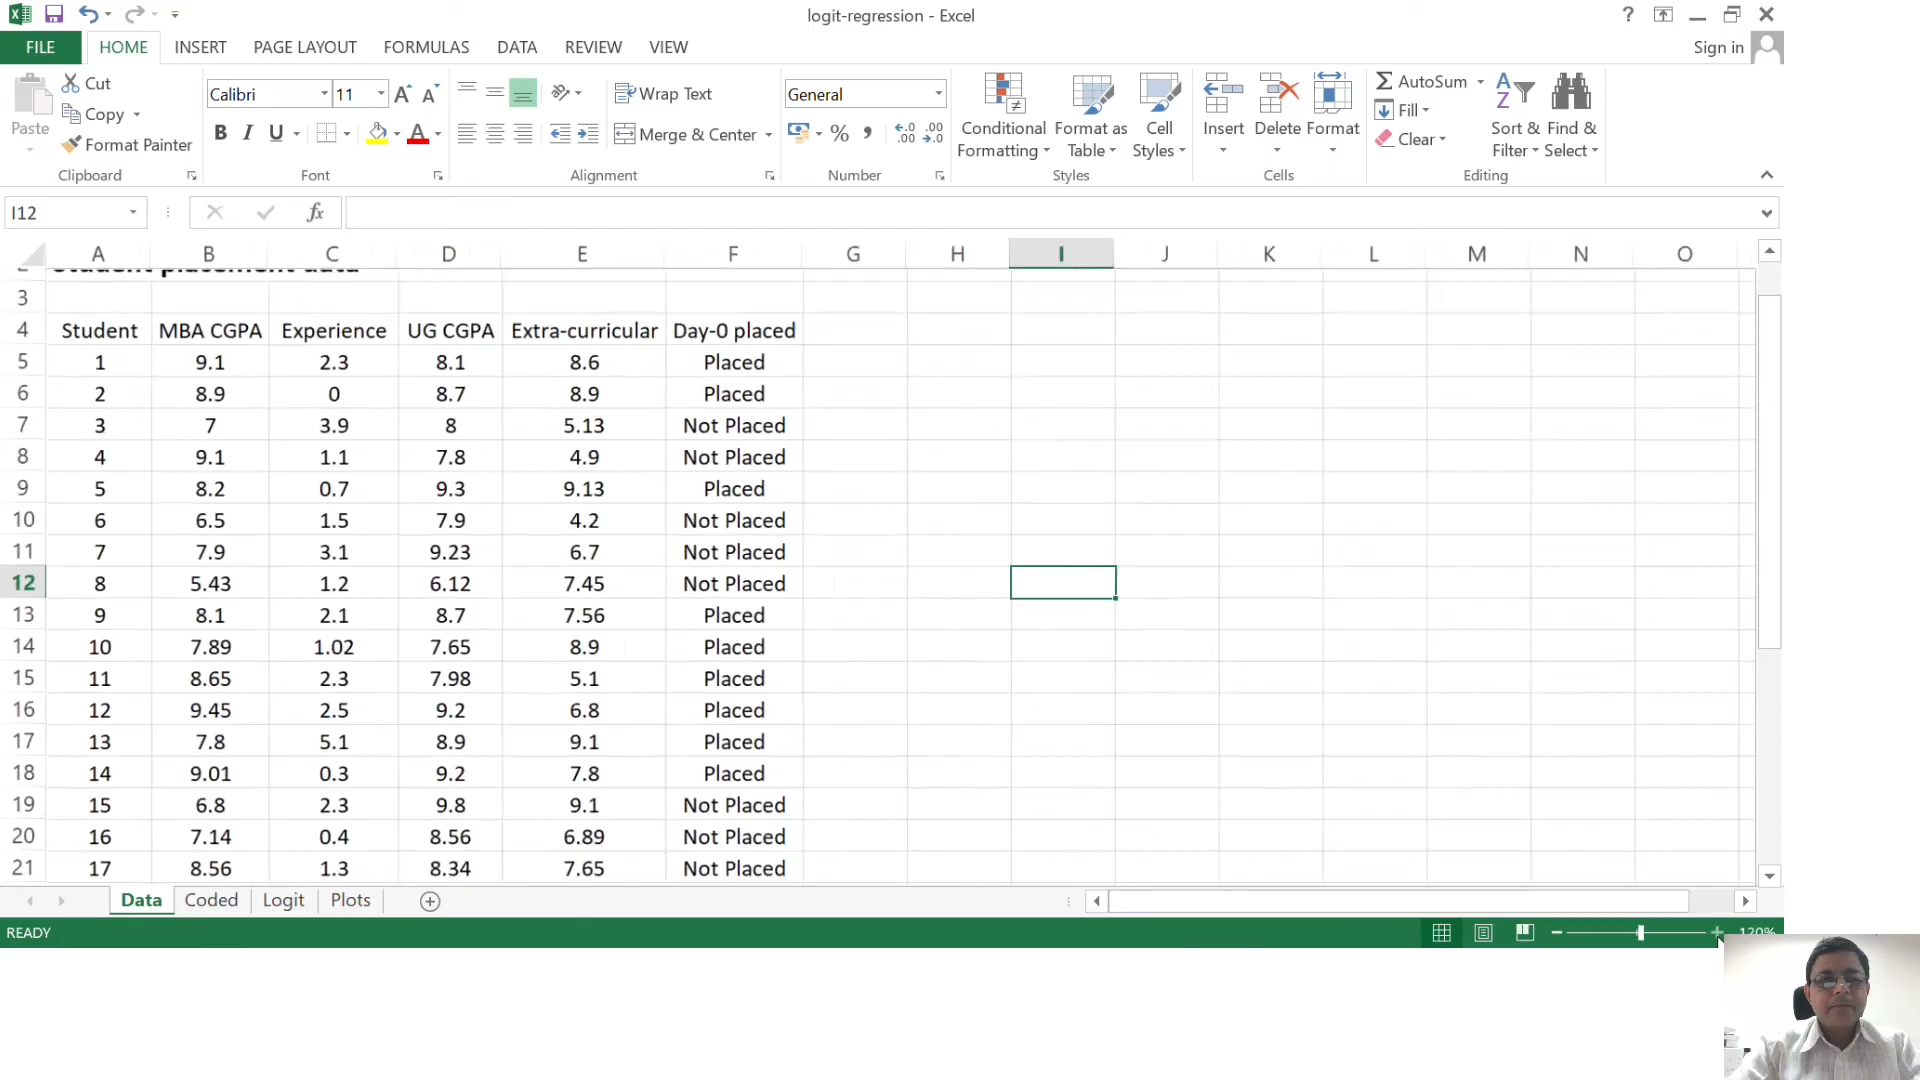 logit-regression - Excel
?
FILE HOME INSERT PAGE LAYOUT FORMULAS DATA REVIEW VIEW Sign in
Cut
Copy
Format Painter
Paste
Clipboard
Calibri 11
B I U
Font
Wrap Text
Merge & Center
Alignment
General
% ,
Number
Conditional Formatting
Format as Table
Cell Styles
Styles
Insert Delete Format
Cells
AutoSum
Fill
Clear
Sort & Filter
Find & Select
Editing
I12 fx
A B C D E F G H I J K L M N O
2 Student placement data
3
4 Student MBA CGPA Experience UG CGPA Extra-curricular Day-0 placed
5 1 9.1 2.3 8.1 8.6 Placed
6 2 8.9 0 8.7 8.9 Placed
7 3 7 3.9 8 5.13 Not Placed
8 4 9.1 1.1 7.8 4.9 Not Placed
9 5 8.2 0.7 9.3 9.13 Placed
10 6 6.5 1.5 7.9 4.2 Not Placed
11 7 7.9 3.1 9.23 6.7 Not Placed
12 8 5.43 1.2 6.12 7.45 Not Placed
13 9 8.1 2.1 8.7 7.56 Placed
14 10 7.89 1.02 7.65 8.9 Placed
15 11 8.65 2.3 7.98 5.1 Placed
16 12 9.45 2.5 9.2 6.8 Placed
17 13 7.8 5.1 8.9 9.1 Placed
18 14 9.01 0.3 9.2 7.8 Placed
19 15 6.8 2.3 9.8 9.1 Not Placed
20 16 7.14 0.4 8.56 6.89 Not Placed
21 17 8.56 1.3 8.34 7.65 Not Placed
Data Coded Logit Plots
READY 120%